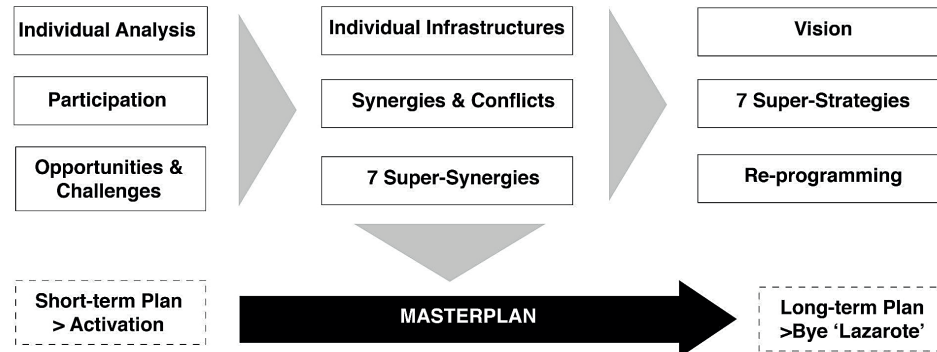 Individual Analysis
Individual Infrastructures
Vision
Participation
Synergies & Conflicts
7 Super-Strategies
Opportunities &
Challenges
7 Super-Synergies
Re-programming
Short-term Plan
> Activation
MASTERPLAN
Long-term Plan
>Bye ‘Lazarote’